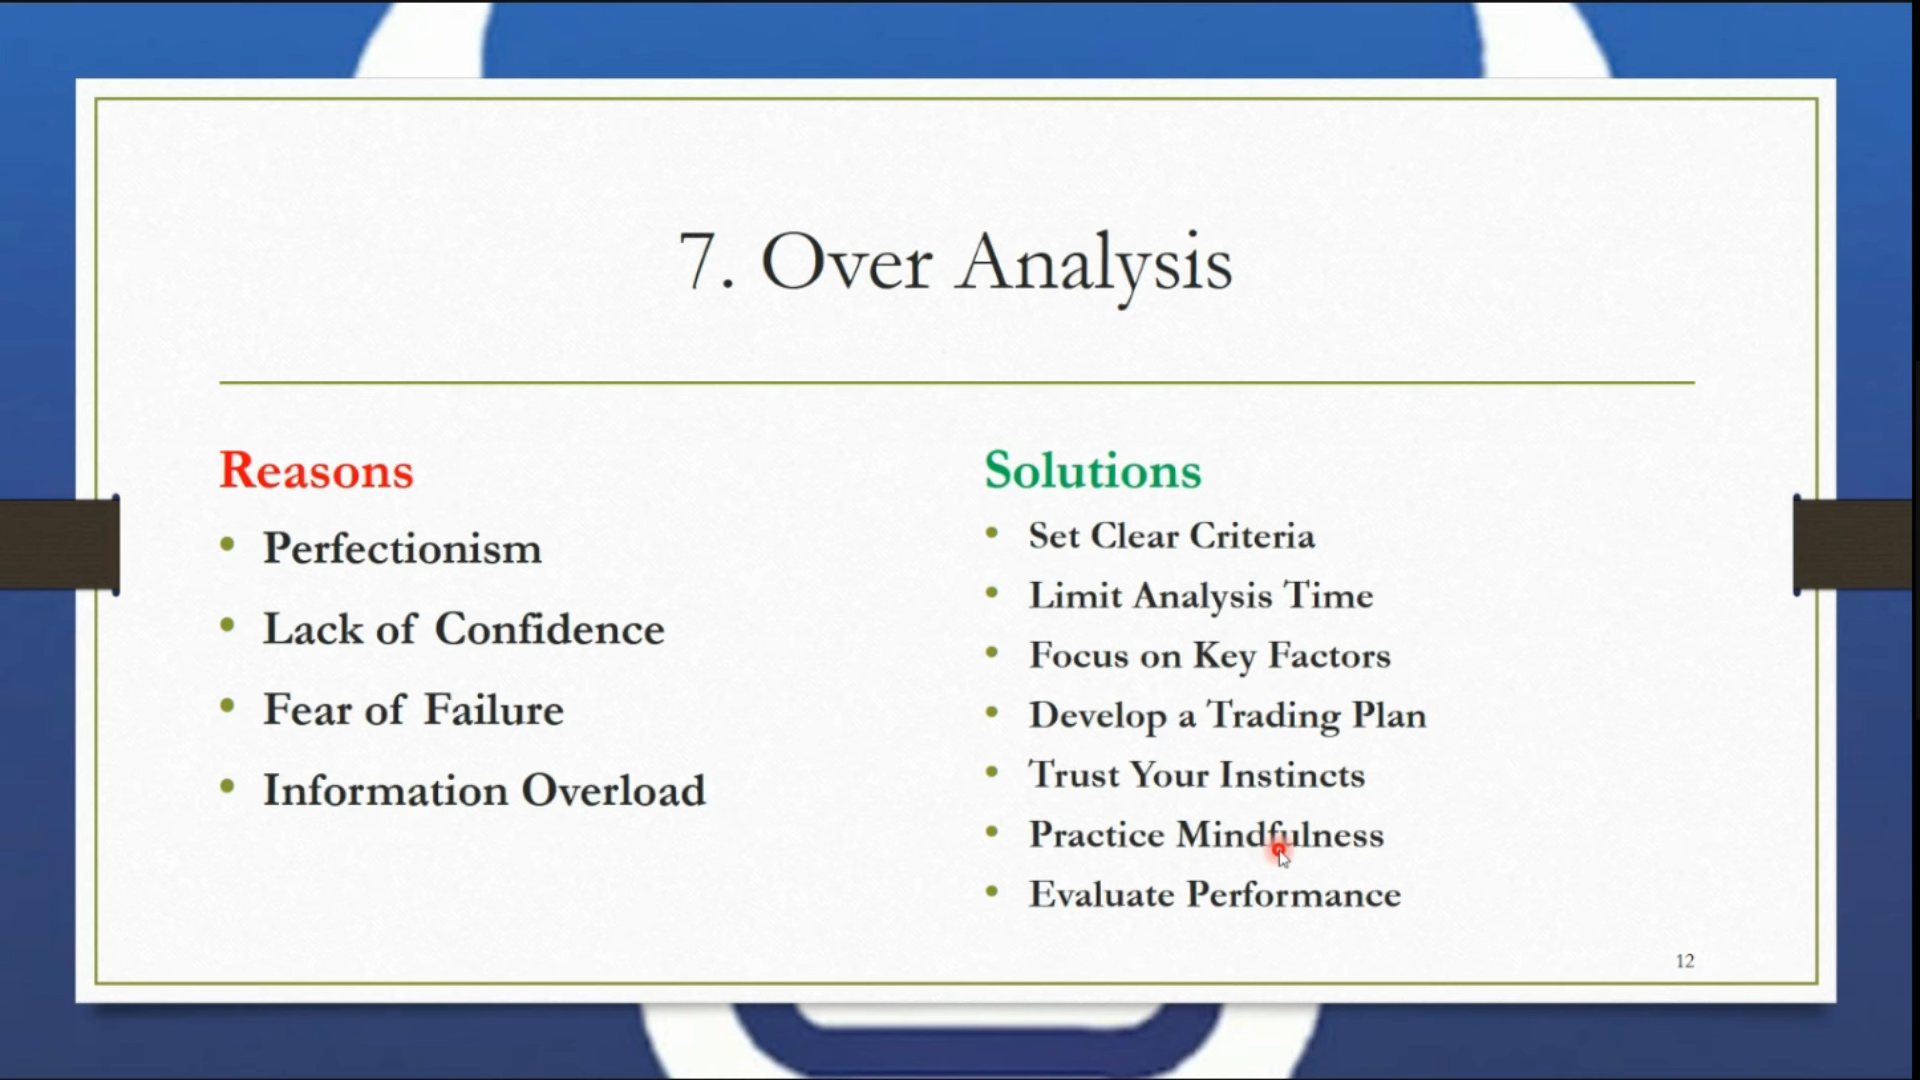 7. Over Analysis
Reasons
• Perfectionism
• Lack of Confidence
• Fear of Failure
• Information Overload
Solutions
• Set Clear Criteria
• Limit Analysis Time
• Focus on Key Factors
• Develop a Trading Plan
• Trust Your Instincts
• Practice Mindfulness
• Evaluate Performance
12